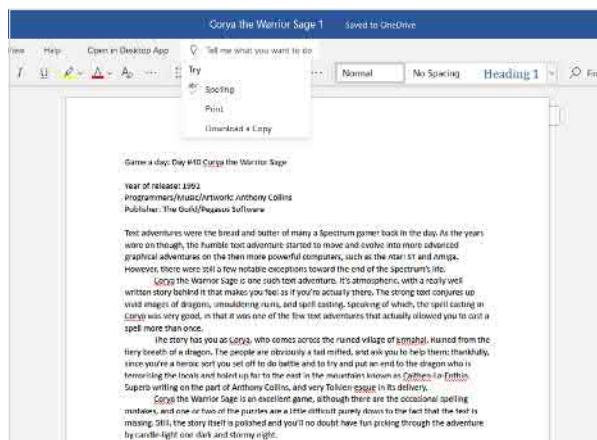 Corya the Warrior Sage 1 Saved to OneDrive
View Help Open in Desktop App Tell me what you want to do
Try
Normal No Spacing Heading 1
abc Spelling
Print
Download a Copy
Game a day: Day #40 Corya the Warrior Sage
Year of release: 1992
Programmers/Music/Artwork: Anthony Collins
Publisher: The Guild/Pegasus Software
Text adventures were the bread and butter of many a Spectrum gamer back in the day. As the years
wore on though, the humble text adventure started to move and evolve into more advanced
graphical adventures on the then more powerful computers, such as the Atari ST and Amiga.
However, there were still a few notable exceptions toward the end of the Spectrum's life.
Corya the Warrior Sage is one such text adventure. It's atmospheric, with a really well
written story behind it that makes you feel as if you're actually there. The strong text conjures up
vivid images of dragons, smouldering ruins, and spell casting. Speaking of which, the spell casting in
Corya was very good, in that it was one of the few text adventures that actually allowed you to cast a
spell more than once.
The story has you as Corya, who comes across the ruined village of Ermahal. Ruined from the
fiery breath of a dragon. The people are obviously a tad miffed, and ask you to help them; thankfully,
since you're a heroic sort you set off to do battle and to try and put an end to the dragon who is
terrorising the locals and holed up far to the east in the mountains known as Caithen-Lo-Enthis.
Superb writing on the part of Anthony Collins, and very Tolkien-esque in its delivery.
Corya the Warrior Sage is an excellent game, although there are the occasional spelling
mistakes, and one or two of the puzzles are a little difficult purely down to the fact that the text is
missing. Still, the story itself is polished and you'll no doubt have fun picking through the adventure
by candle-light one dark and stormy night.